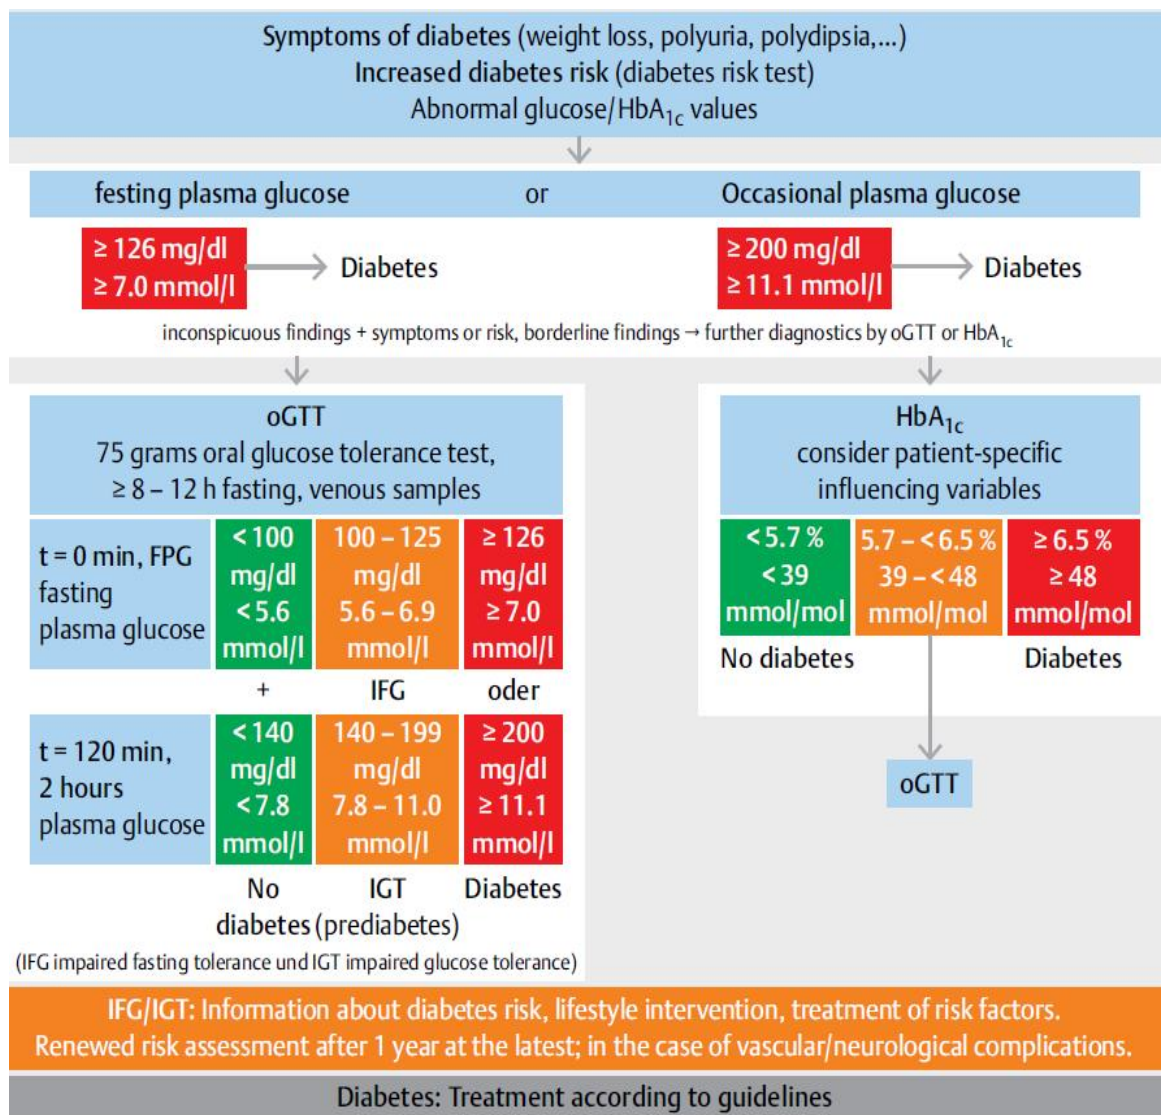 Symptoms of diabetes (weight loss, polyuria, polydipsia,...)
Increased diabetes risk (diabetes risk test)
Abnormal glucose/HbA1c values
festing plasma glucose or Occasional plasma glucose
≥ 126 mg/dl
≥ 7.0 mmol/l
Diabetes
≥ 200 mg/dl
≥ 11.1 mmol/l
Diabetes
inconspicuous findings + symptoms or risk, borderline findings → further diagnostics by oGTT or HbA1c
oGTT
75 grams oral glucose tolerance test,
≥ 8 – 12 h fasting, venous samples
t = 0 min, FPG
fasting
plasma glucose
< 100
mg/dl
< 5.6
mmol/l
100 – 125
mg/dl
5.6 – 6.9
mmol/l
≥ 126
mg/dl
≥ 7.0
mmol/l
+ IFG oder
t = 120 min,
2 hours
plasma glucose
< 140
mg/dl
< 7.8
mmol/l
140 – 199
mg/dl
7.8 – 11.0
mmol/l
≥ 200
mg/dl
≥ 11.1
mmol/l
No IGT Diabetes
diabetes (prediabetes)
(IFG impaired fasting tolerance und IGT impaired glucose tolerance)
HbA1c
consider patient-specific
influencing variables
< 5.7 %
< 39
mmol/mol
5.7 – < 6.5 %
39 – < 48
mmol/mol
≥ 6.5 %
≥ 48
mmol/mol
No diabetes Diabetes
oGTT
IFG/IGT: Information about diabetes risk, lifestyle intervention, treatment of risk factors.
Renewed risk assessment after 1 year at the latest; in the case of vascular/neurological complications.
Diabetes: Treatment according to guidelines